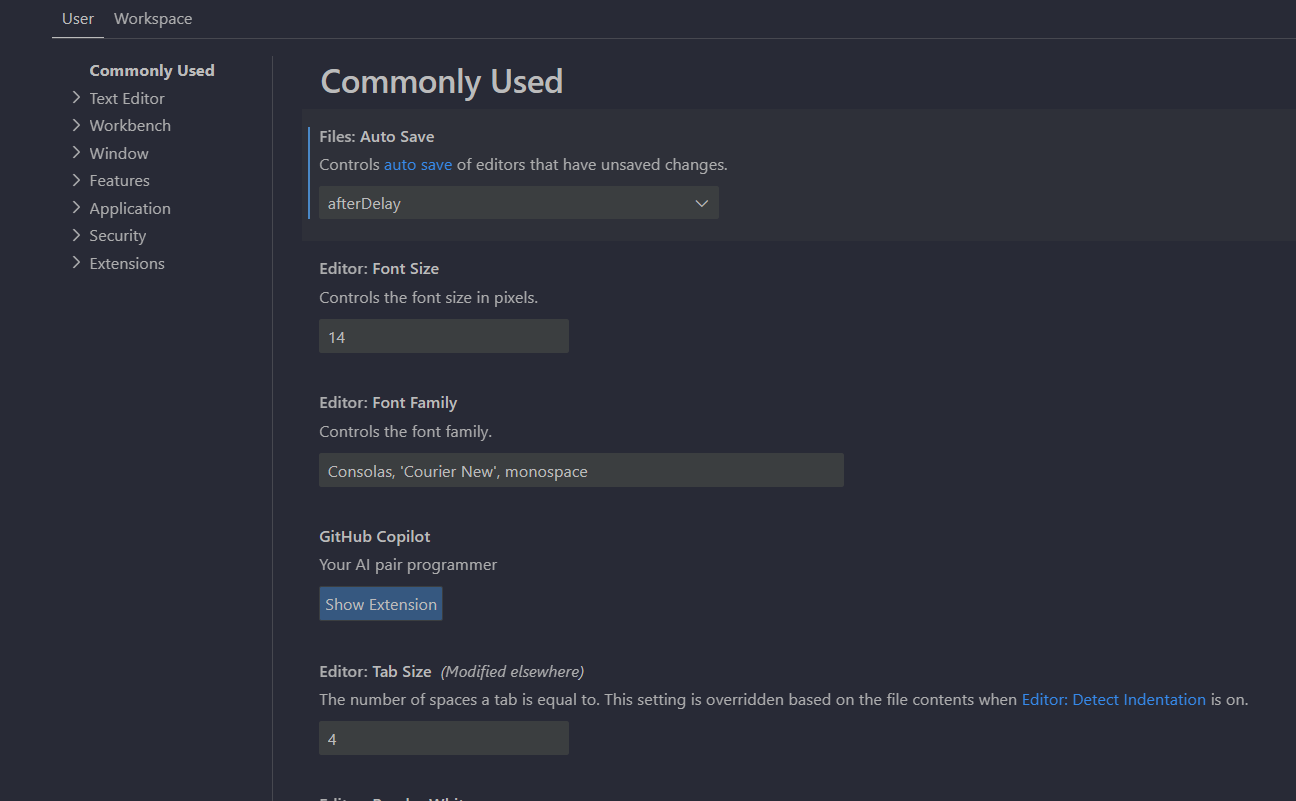 User Workspace
Commonly Used
Text Editor
Workbench
Window
Features
Application
Security
Extensions
Commonly Used
Files: Auto Save
Controls auto save of editors that have unsaved changes.
afterDelay
Editor: Font Size
Controls the font size in pixels.
14
Editor: Font Family
Controls the font family.
Consolas, 'Courier New', monospace
GitHub Copilot
Your AI pair programmer
Show Extension
Editor: Tab Size (Modified elsewhere)
The number of spaces a tab is equal to. This setting is overridden based on the file contents when Editor: Detect Indentation is on.
4